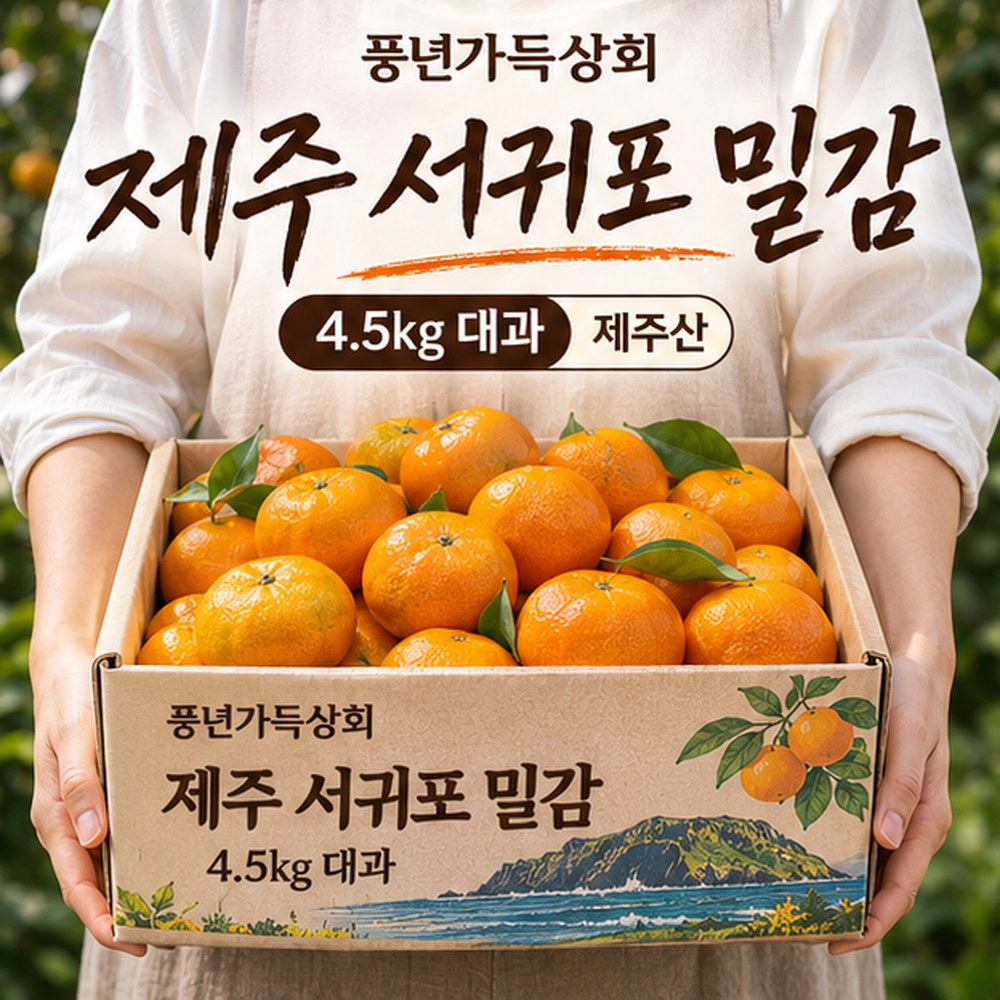 풍년가득상회
제주 서귀포 밀감
4.5kg 대과 제주산
풍년가득상회
제주 서귀포 밀감
4.5kg 대과